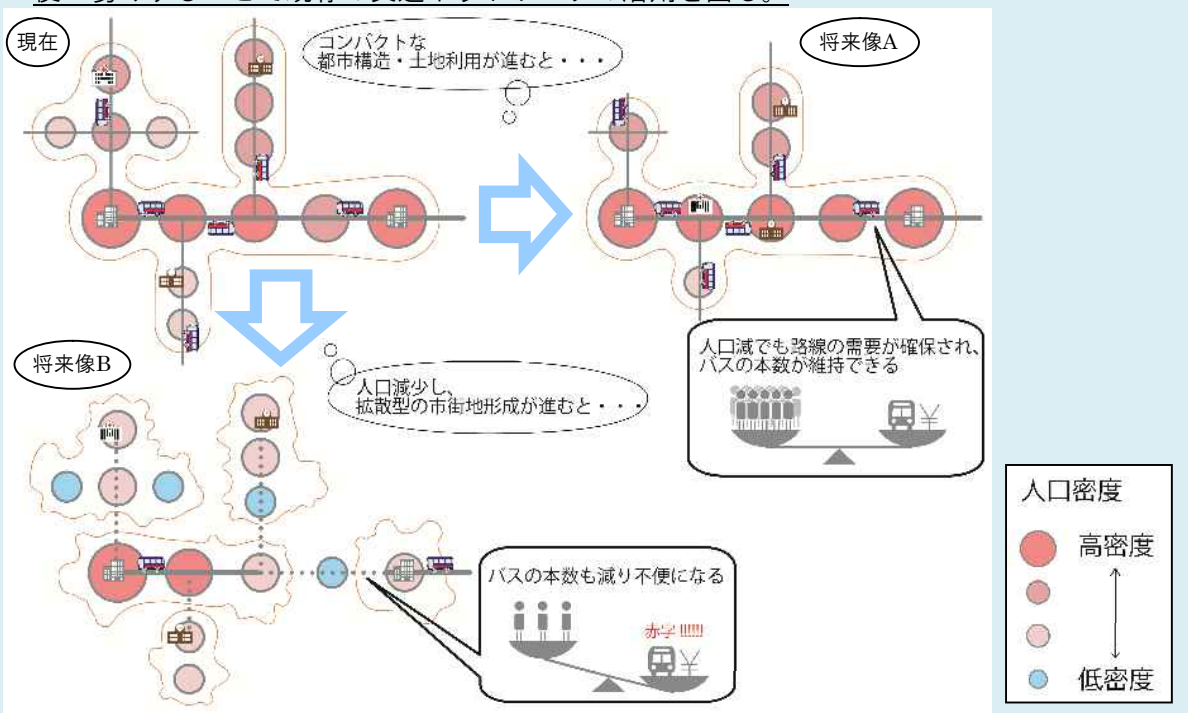 現在
コンパクトな
都市構造・土地利用が進むと・・・
将来像A
人口減でも路線の需要が確保され、
バスの本数が維持できる
¥
将来像B
人口減少し、
拡散型の市街地形成が進むと・・・
バスの本数も減り不便になる
赤字!!!!!!
¥
人口密度
高密度
低密度